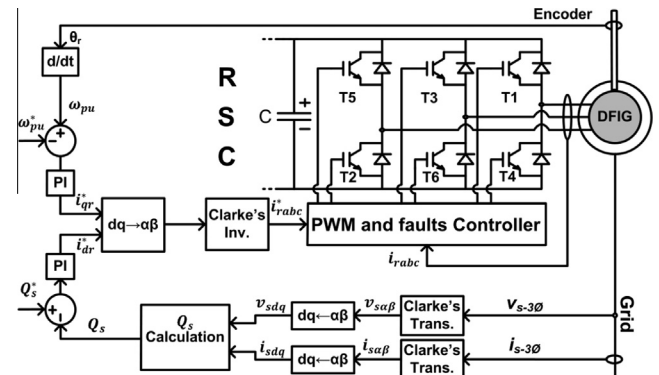 Encoder
θr
d/dt
R
S
C
C
+
−
T5
T3
T1
DFIG
ωpu
ω*pu
−
+
T2
T6
T4
PI
i*qr
dq→αβ
Clarke's
Inv.
i*rabc
PWM and faults Controller
i*dr
irabc
PI
Q*s
+
−
Qs
Qs
Calculation
vsdq
dq←αβ
vsαβ
Clarke's
Trans.
Vs-3Ø
isdq
dq←αβ
isαβ
Clarke's
Trans.
is-3Ø
Grid